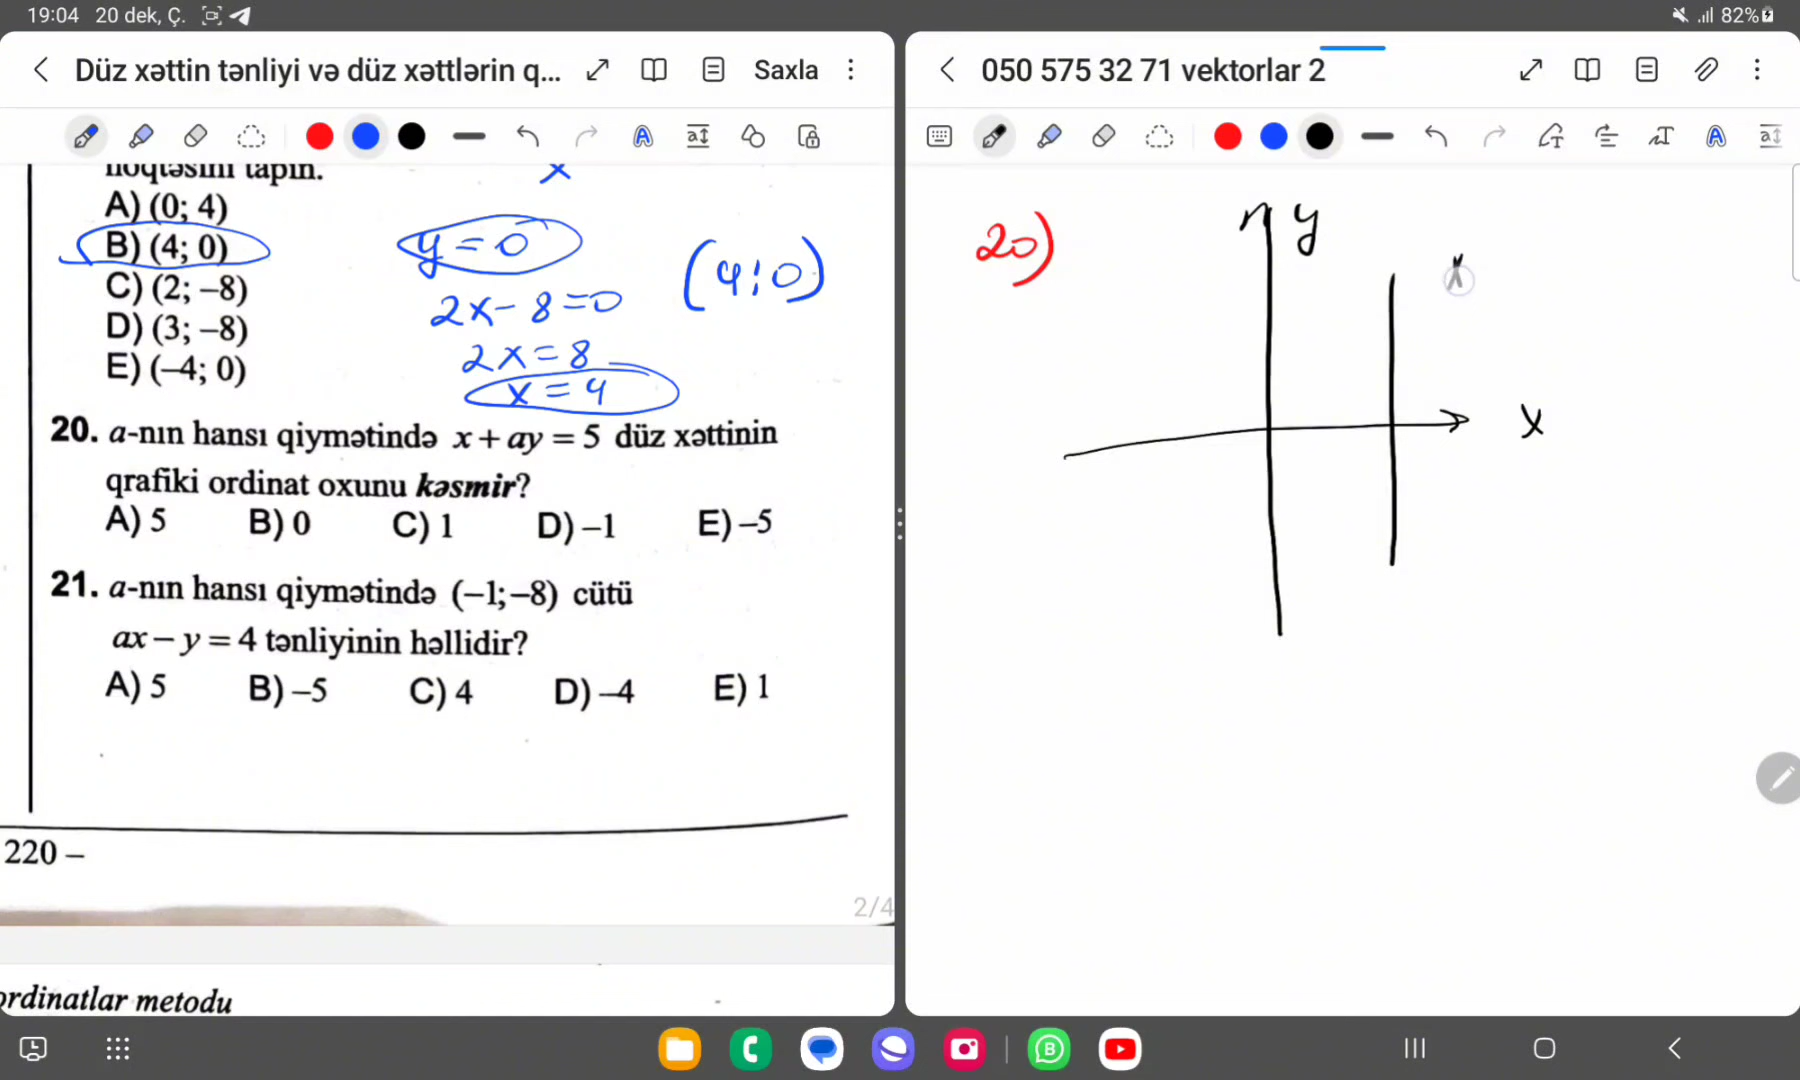 19:04 20 dek, Ç.
82%
Düz xəttin tənliyi və düz xəttlərin q...
Saxla
noqtəsini tapın.
x
A) (0; 4)
B) (4; 0)
C) (2; –8)
D) (3; –8)
E) (–4; 0)
y = 0
(4; 0)
2x – 8 = 0
2x = 8
x = 4
20. a-nın hansı qiymətində x + ay = 5 düz xəttinin
qrafiki ordinat oxunu kəsmir?
A) 5 B) 0 C) 1 D) –1 E) –5
21. a-nın hansı qiymətində (–1; –8) cütü
ax – y = 4 tənliyinin həllidir?
A) 5 B) –5 C) 4 D) –4 E) 1
220 –
2/4
ordinatlar metodu
050 575 32 71 vektorlar 2
20)
y
x